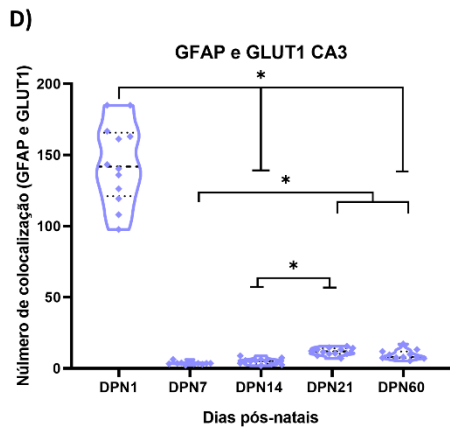 D)
GFAP e GLUT1 CA3
Núlmero de colocalização (GFAP e GLUT1)
200
150
100
50
0
*
*
*
DPN1 DPN7 DPN14 DPN21 DPN60
Dias pós-natais